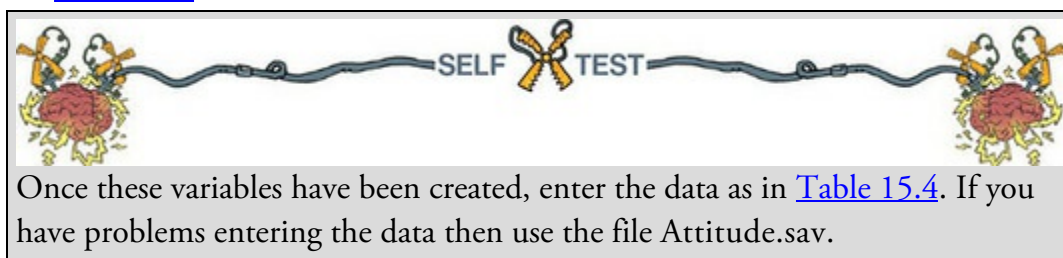 SELF TEST
Once these variables have been created, enter the data as in Table 15.4. If you
have problems entering the data then use the file Attitude.sav.